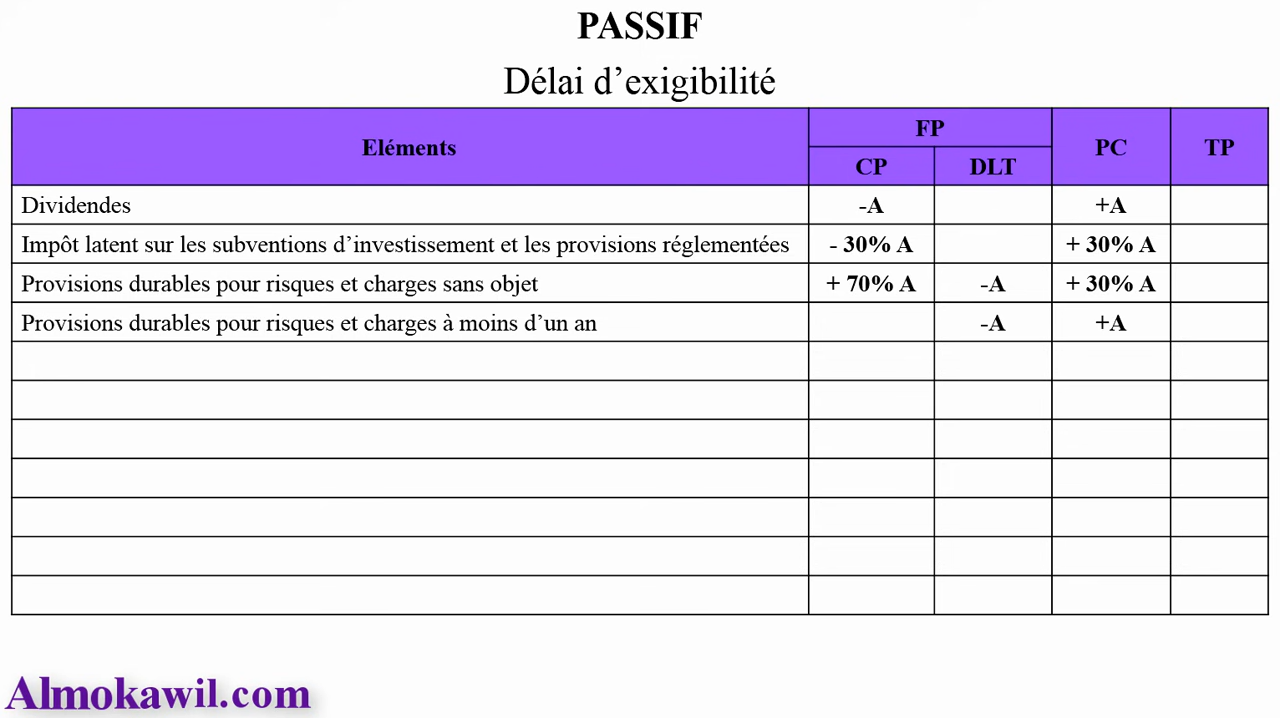 PASSIF
Délai d’exigibilité
Eléments FP PC TP
CP DLT
Dividendes -A +A
Impôt latent sur les subventions d’investissement et les provisions réglementées - 30% A + 30% A
Provisions durables pour risques et charges sans objet + 70% A -A + 30% A
Provisions durables pour risques et charges à moins d’un an -A +A
Almokawil.com